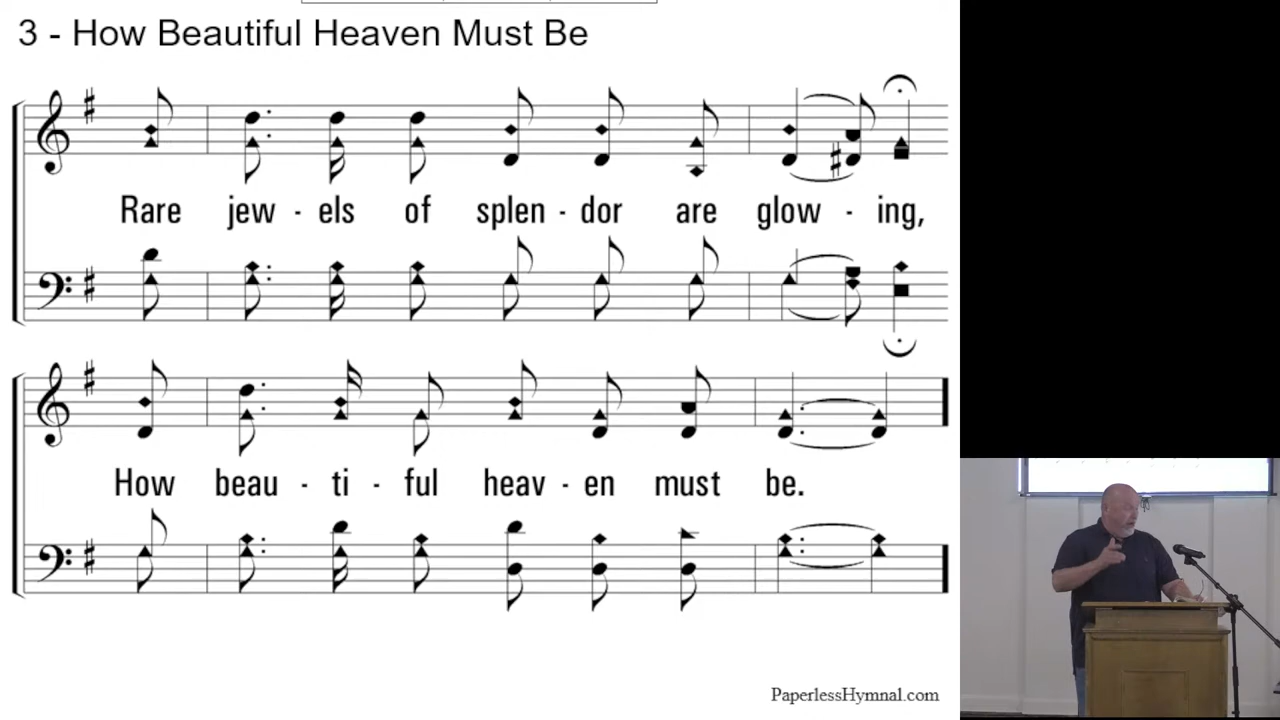 3 - How Beautiful Heaven Must Be
Rare jew - els of splen - dor are glow - ing,
How beau - ti - ful heav - en must be.
PaperlessHymnal.com